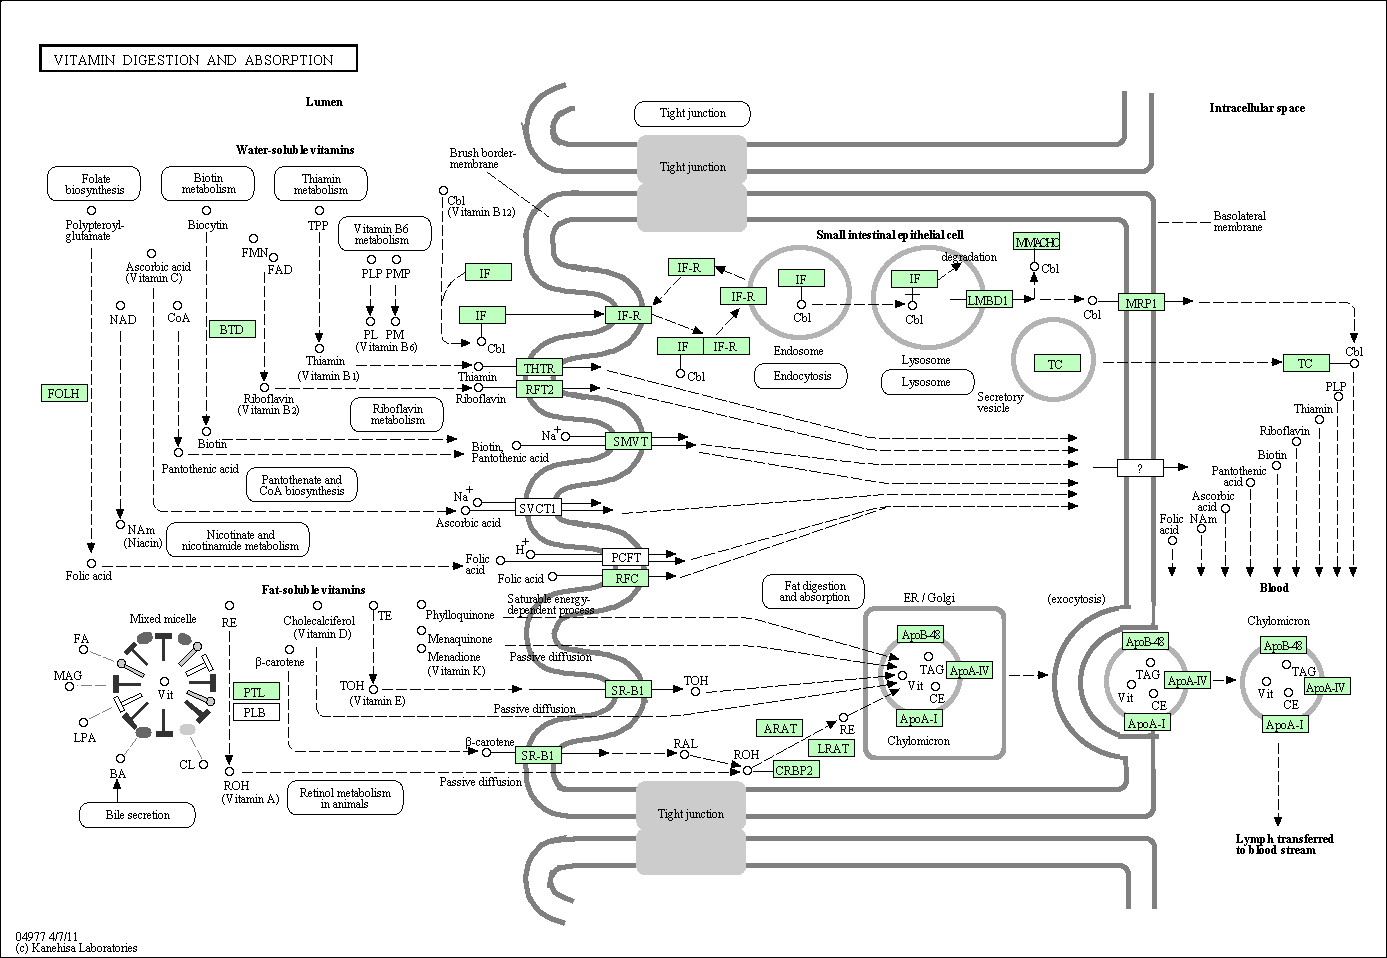 VITAMIN DIGESTION AND ABSORPTION
Lumen
Tight junction
Intracellular space
Water-soluble vitamins
Brush border-
membrane
Tight junction
Folate
biosynthesis
Biotin
metabolism
Thiamin
metabolism
Cbl
(Vitamin B12)
Polypteroyl-
glutamate
Biocytin
TPP
Vitamin B6
metabolism
Basolateral
membrane
Small intestinal epithelial cell
FMN
FAD
Ascorbic acid
(Vitamin C)
PLP
PMP
IF
IF-R
IF-R
IF
Cbl
Endosome
Endocytosis
IF
Cbl
degradation
Lysosome
Lysosome
LMBD1
MMACHC
Cbl
Cbl
MRP1
NAD
CoA
BTD
PL
PM
(Vitamin B6)
IF
Cbl
IF-R
IF
IF-R
Cbl
Thiamin
(Vitamin B1)
Thiamin
THTR
Riboflavin
RFT2
Secretory
vesicle
TC
TC
Cbl
PLP
Thiamin
Riboflavin
Biotin
Pantothenic
acid
Ascorbic
acid
NAm
Folic
acid
Blood
FOLH
Riboflavin
(Vitamin B2)
Riboflavin
metabolism
Biotin
Pantothenic acid
Na+
Biotin,
Pantothenic acid
SMVT
?
Pantothenate and
CoA biosynthesis
Na+
Ascorbic acid
SVCT1
NAm
(Niacin)
Nicotinate and
nicotinamide metabolism
H+
Folic
acid
PCFT
Folic acid
Folic acid
RFC
Saturable energy-
dependent process
Fat-soluble vitamins
Fat digestion
and absorption
ER / Golgi
(exocytosis)
Mixed micelle
FA
MAG
LPA
BA
CL
Vit
Bile secretion
RE
Cholecalciferol
(Vitamin D)
TE
Phylloquinone
Menaquinone
Menadione
(Vitamin K)
Passive diffusion
β-carotene
PTL
PLB
TOH
(Vitamin E)
SR-B1
TOH
Passive diffusion
ROH
(Vitamin A)
Retinol metabolism
in animals
β-carotene
SR-B1
RAL
Passive diffusion
ROH
ARAT
LRAT
CRBP2
RE
ApoB-48
TAG
ApoA-IV
Vit
CE
ApoA-I
Chylomicron
ApoB-48
TAG
ApoA-IV
Vit
CE
ApoA-I
Chylomicron
ApoB-48
TAG
ApoA-IV
Vit
CE
ApoA-I
Tight junction
Lymph transferred
to blood stream
04977 4/7/11
(c) Kanehisa Laboratories